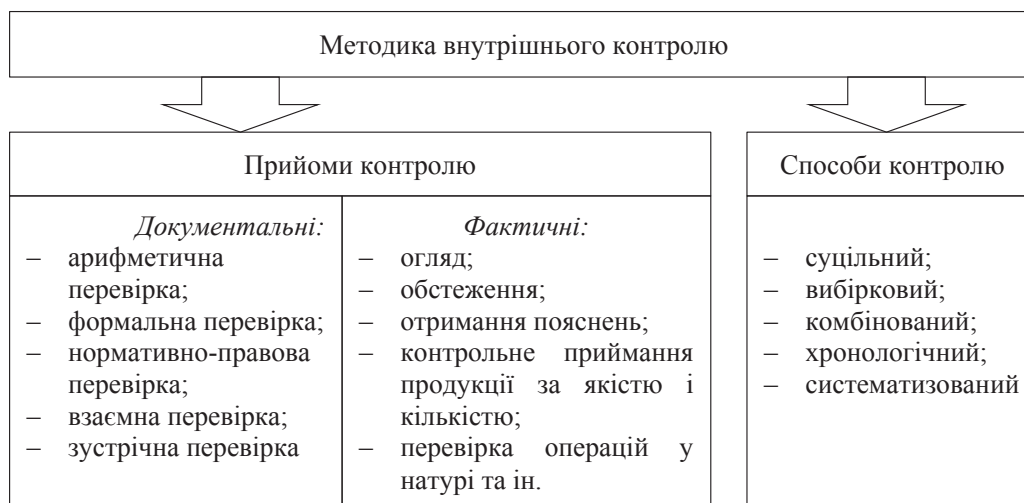 Методика внутрішнього контролю
Прийоми контролю
Документальні:
– арифметична
перевірка;
– формальна перевірка;
– нормативно-правова
перевірка;
– взаємна перевірка;
– зустрічна перевірка
Фактичні:
– огляд;
– обстеження;
– отримання пояснень;
– контрольне приймання
продукції за якістю і
кількістю;
– перевірка операцій у
натурі та ін.
Способи контролю
– суцільний;
– вибірковий;
– комбінований;
– хронологічний;
– систематизований